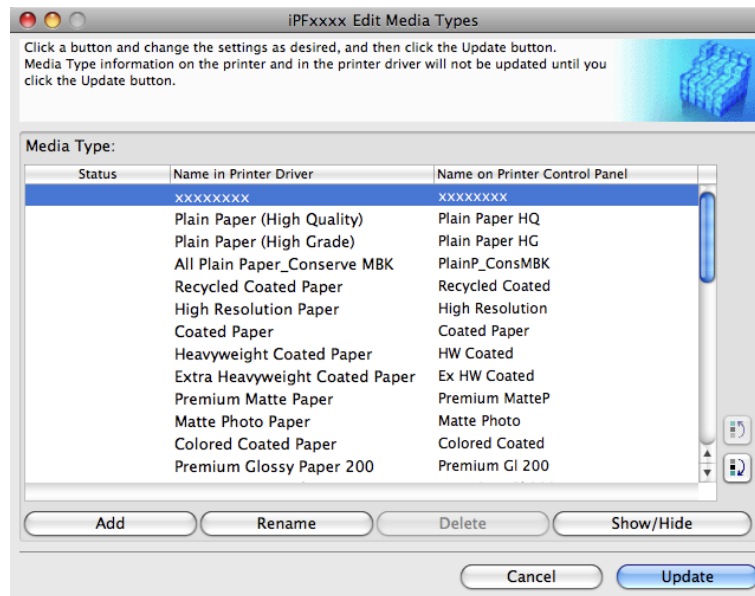 iPFxxxx Edit Media Types
Click a button and change the settings as desired, and then click the Update button.
Media Type information on the printer and in the printer driver will not be updated until you
click the Update button.
Media Type:
Status Name in Printer Driver Name on Printer Control Panel
xxxxxxxx xxxxxxxx
Plain Paper (High Quality) Plain Paper HQ
Plain Paper (High Grade) Plain Paper HG
All Plain Paper_Conserve MBK PlainP_ConsMBK
Recycled Coated Paper Recycled Coated
High Resolution Paper High Resolution
Coated Paper Coated Paper
Heavyweight Coated Paper HW Coated
Extra Heavyweight Coated Paper Ex HW Coated
Premium Matte Paper Premium MatteP
Matte Photo Paper Matte Photo
Colored Coated Paper Colored Coated
Premium Glossy Paper 200 Premium Gl 200
Add Rename Delete Show/Hide
Cancel Update